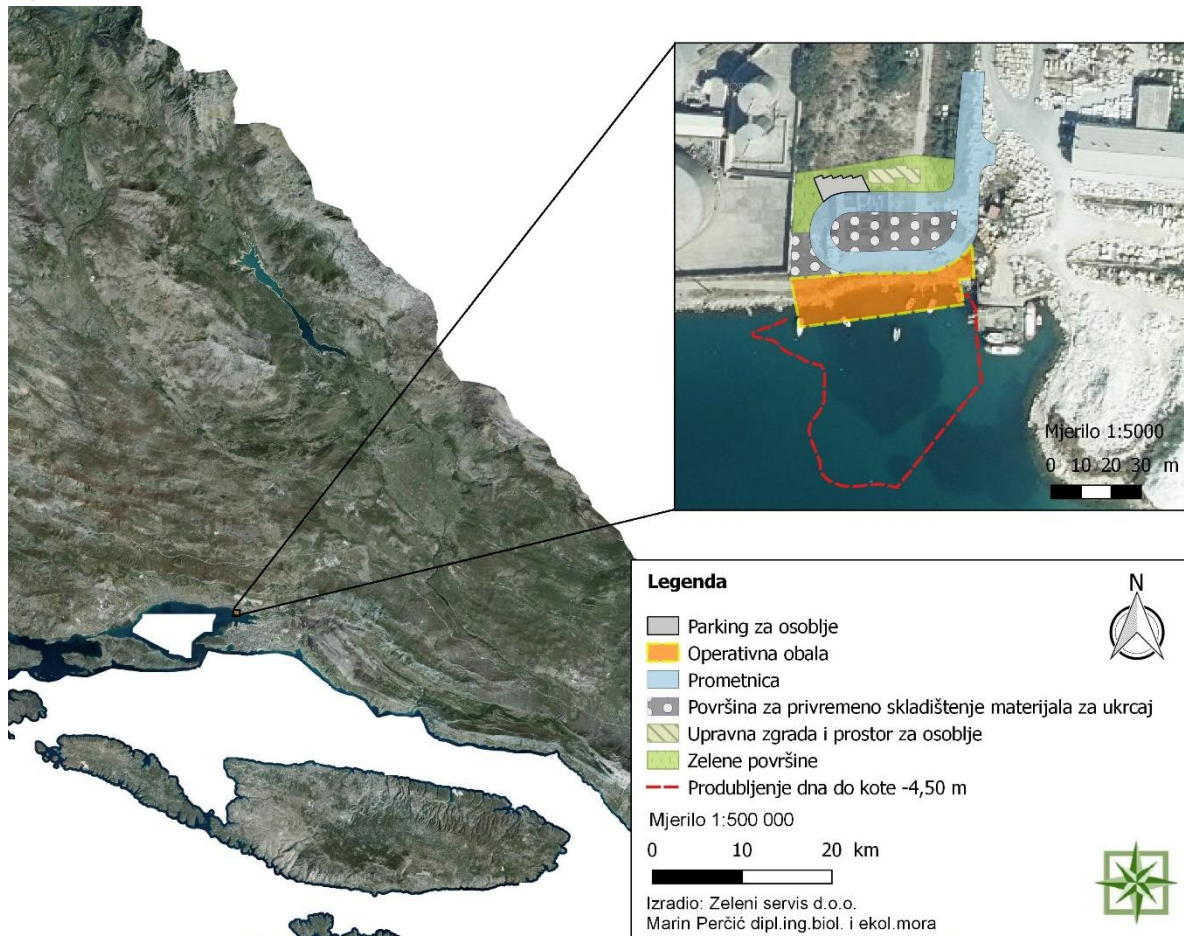 Mjerilo 1:5000
0 10 20 30 m
Legenda
N
Parking za osoblje
Operativna obala
Prometnica
Površina za privremeno skladištenje materijala za ukrcaj
Upravna zgrada i prostor za osoblje
Zelene površine
Produbljenje dna do kote -4,50 m
Mjerilo 1:500 000
0 10 20 km
Izradio: Zeleni servis d.o.o.
Marin Perčić dipl.ing.biol. i ekol.mora